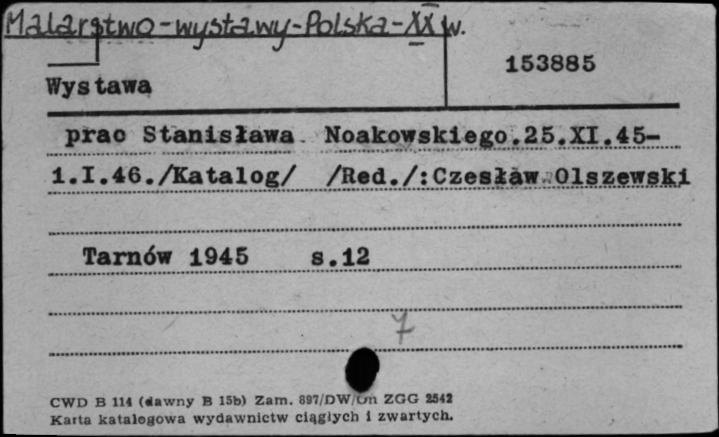 Malarstwo-wystawy-Polska-XX w.
153885
Wystawa
prac Stanisława Noakowskiego.25.XI.45-
1.I.46./Katalog/ /Red./:Czesław Olszewski
Tarnów 1945 s.12
7
CWD B 114 (dawny B 15b) Zam. 897/DW/Un ZGG 2542
Karta katalogowa wydawnictw ciągłych i zwartych.